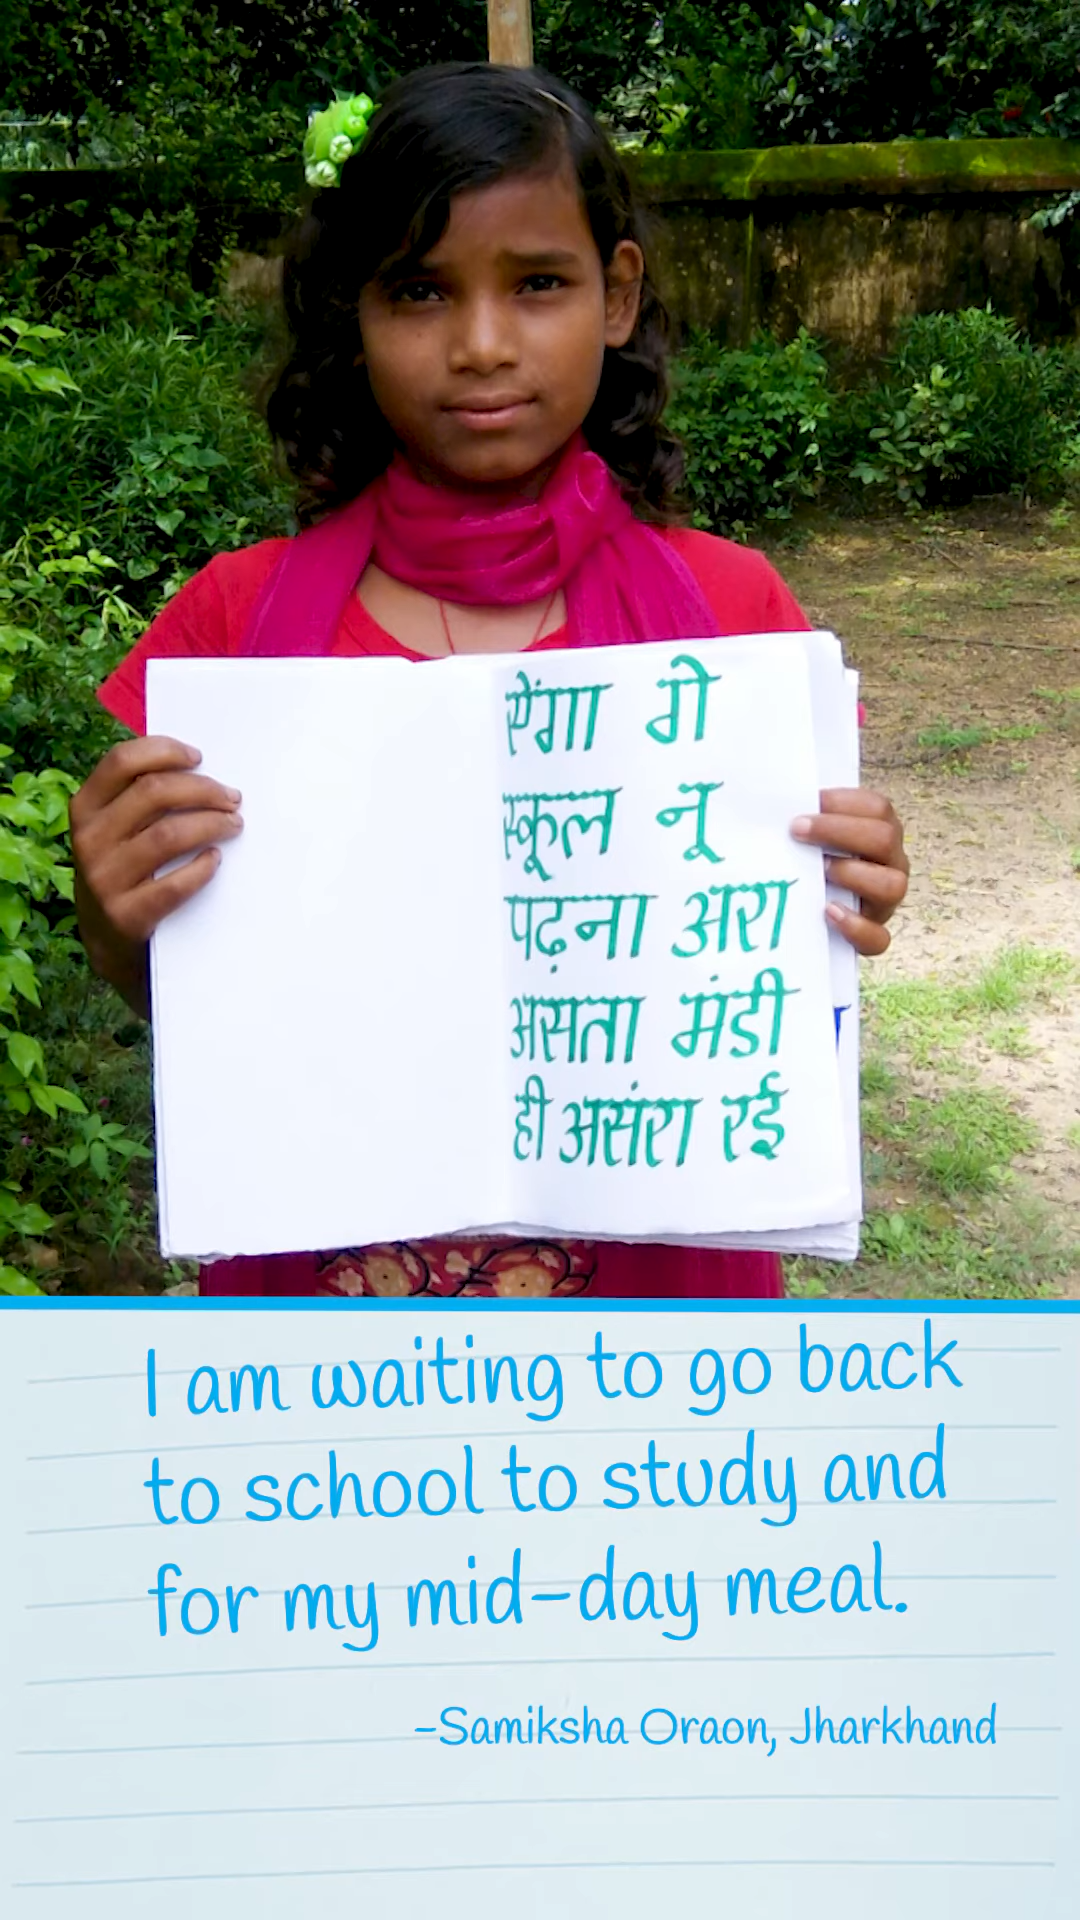 सेंगा गे
स्कूल नू
पढ़ना अरा
असता मंडी
ही असंरा रई
I am waiting to go back
to school to study and
for my mid-day meal.
-Samiksha Oraon, Jharkhand